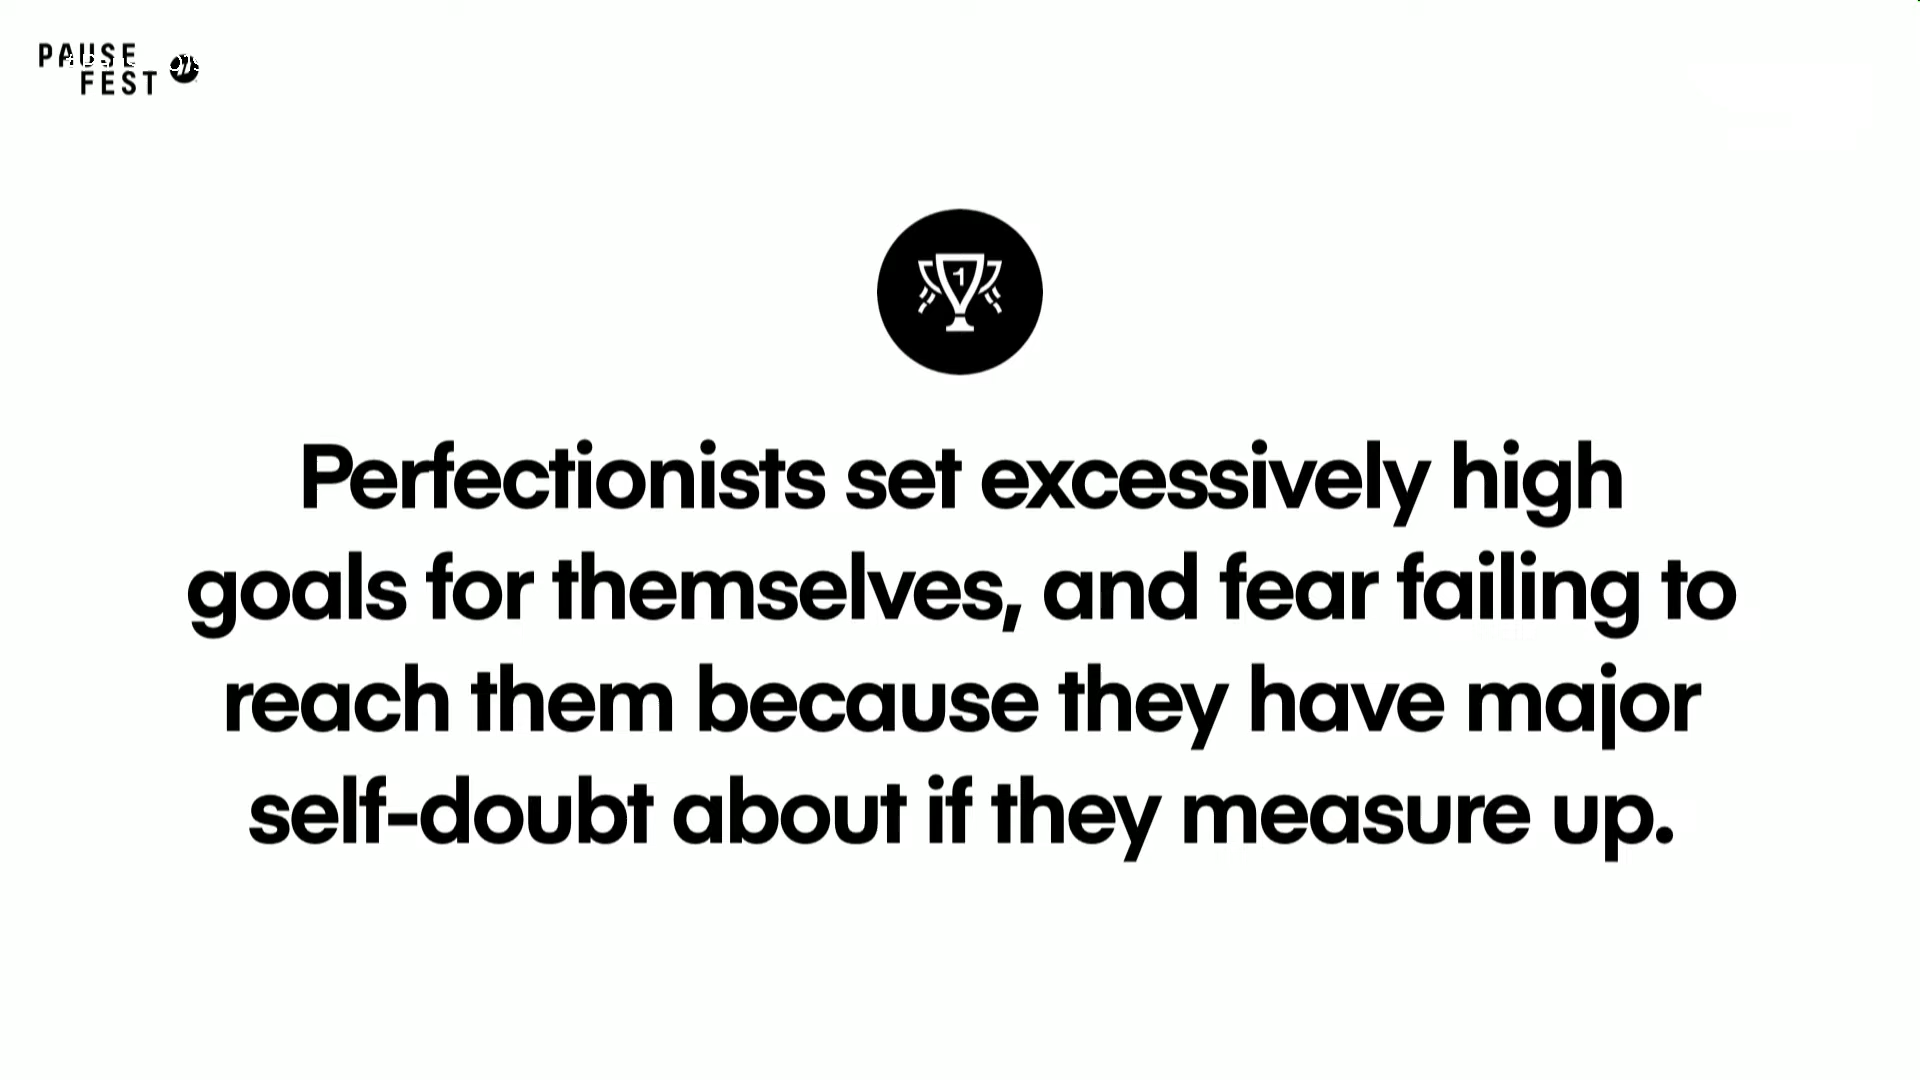 PAUSE
FEST
1
Perfectionists set excessively high
goals for themselves, and fear failing to
reach them because they have major
self-doubt about if they measure up.